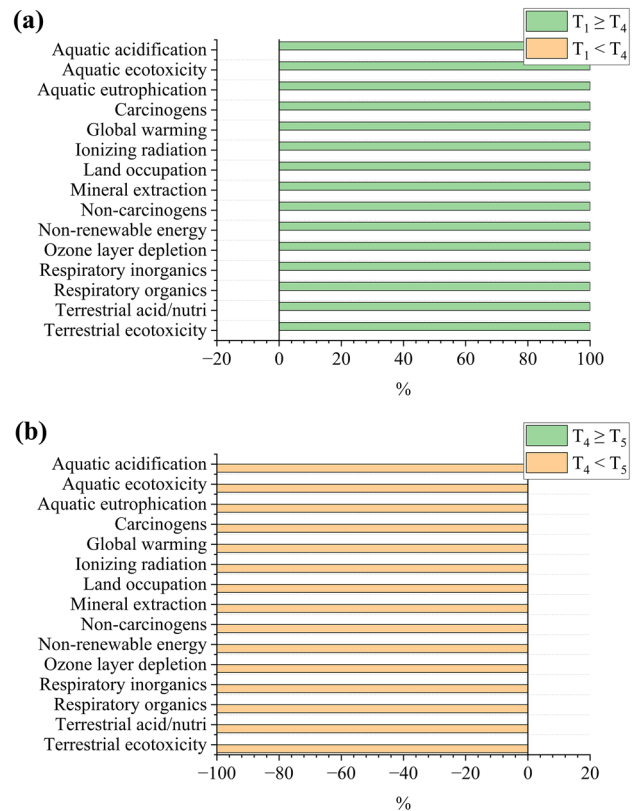 (a)
T₁ ≥ T₄
T₁ < T₄
Aquatic acidification
Aquatic ecotoxicity
Aquatic eutrophication
Carcinogens
Global warming
Ionizing radiation
Land occupation
Mineral extraction
Non-carcinogens
Non-renewable energy
Ozone layer depletion
Respiratory inorganics
Respiratory organics
Terrestrial acid/nutri
Terrestrial ecotoxicity
−20 0 20 40 60 80 100
%
(b)
T₄ ≥ T₅
T₄ < T₅
Aquatic acidification
Aquatic ecotoxicity
Aquatic eutrophication
Carcinogens
Global warming
Ionizing radiation
Land occupation
Mineral extraction
Non-carcinogens
Non-renewable energy
Ozone layer depletion
Respiratory inorganics
Respiratory organics
Terrestrial acid/nutri
Terrestrial ecotoxicity
−100 −80 −60 −40 −20 0 20
%